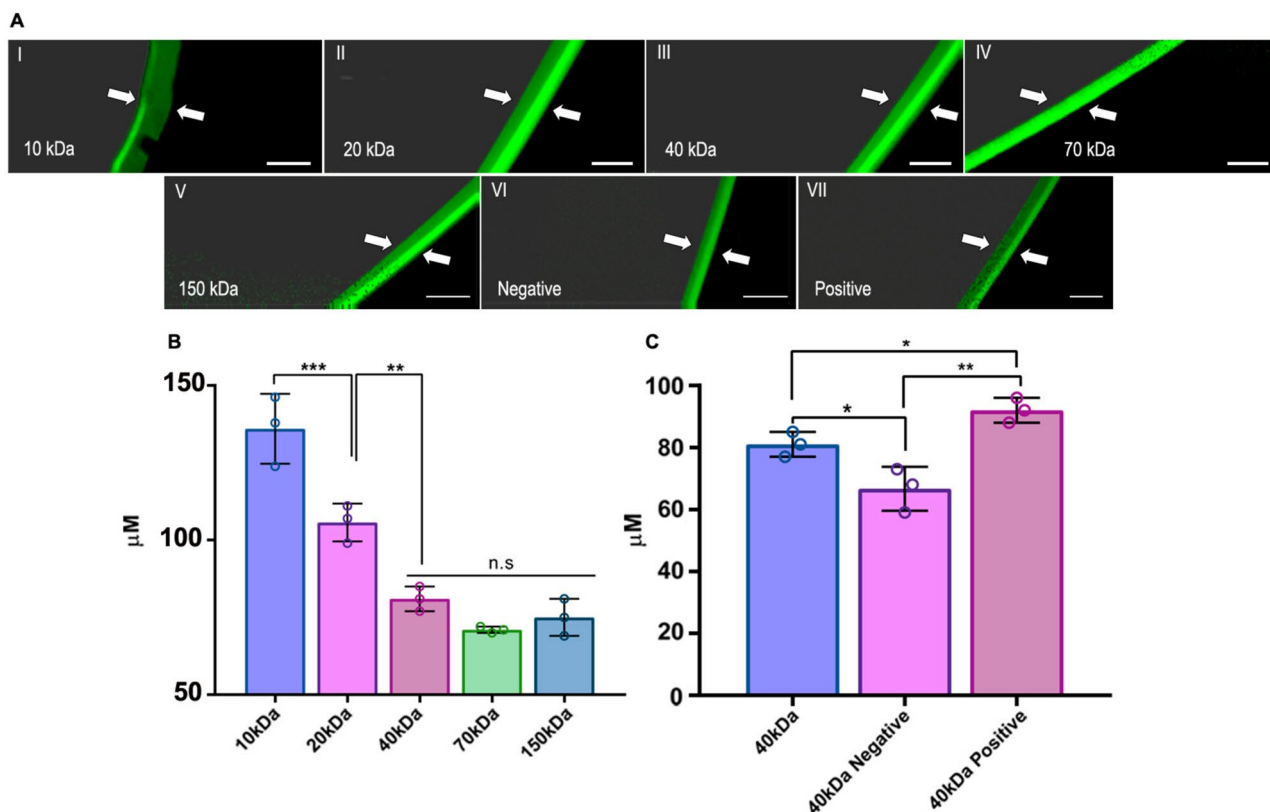 A
I
II
III
IV
10 kDa
20 kDa
40 kDa
70 kDa
V
VI
VII
150 kDa
Negative
Positive
B
***
**
n.s
150
100
50
µM
10kDa
20kDa
40kDa
70kDa
150kDa
C
*
**
*
100
80
60
40
20
0
µM
40kDa
40kDa Negative
40kDa Positive